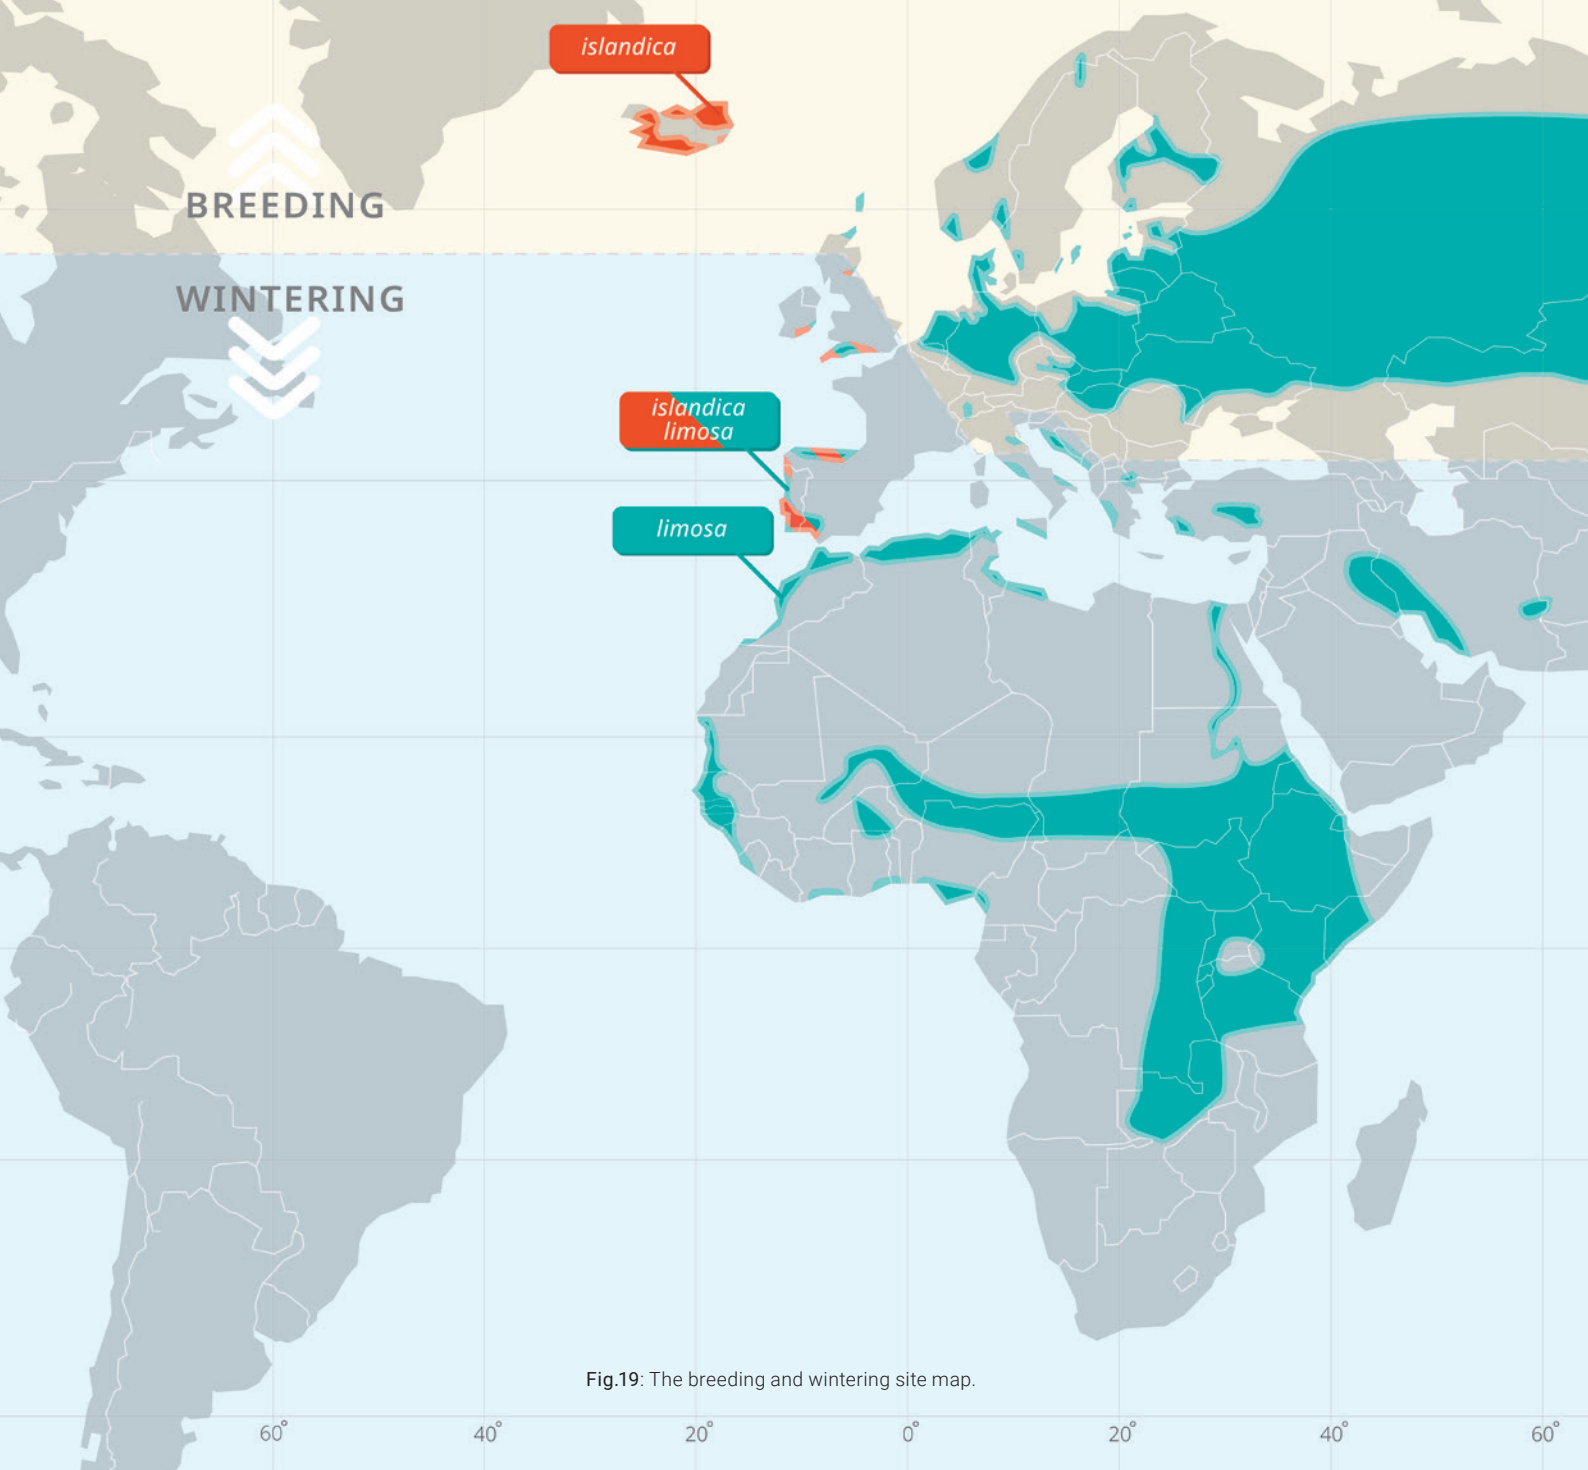 islandica
BREEDING
WINTERING
islandica
limosa
limosa
Fig.19: The breeding and wintering site map.
60° 40° 20° 0° 20° 40° 60°